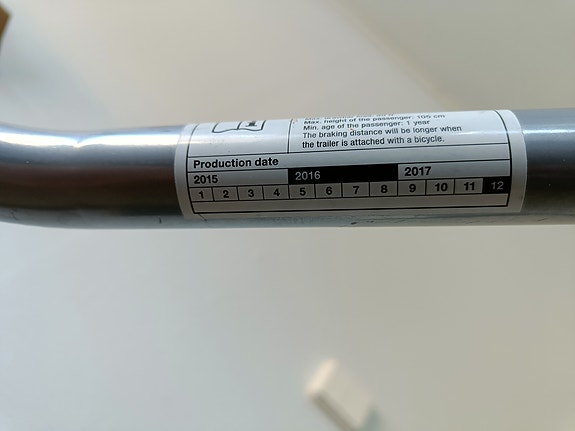 Max. height of the passenger: 105 cm
Min. age of the passenger: 1 year
The braking distance will be longer when
the trailer is attached with a bicycle.
Production date
2015 2016 2017
1 2 3 4 5 6 7 8 9 10 11 12